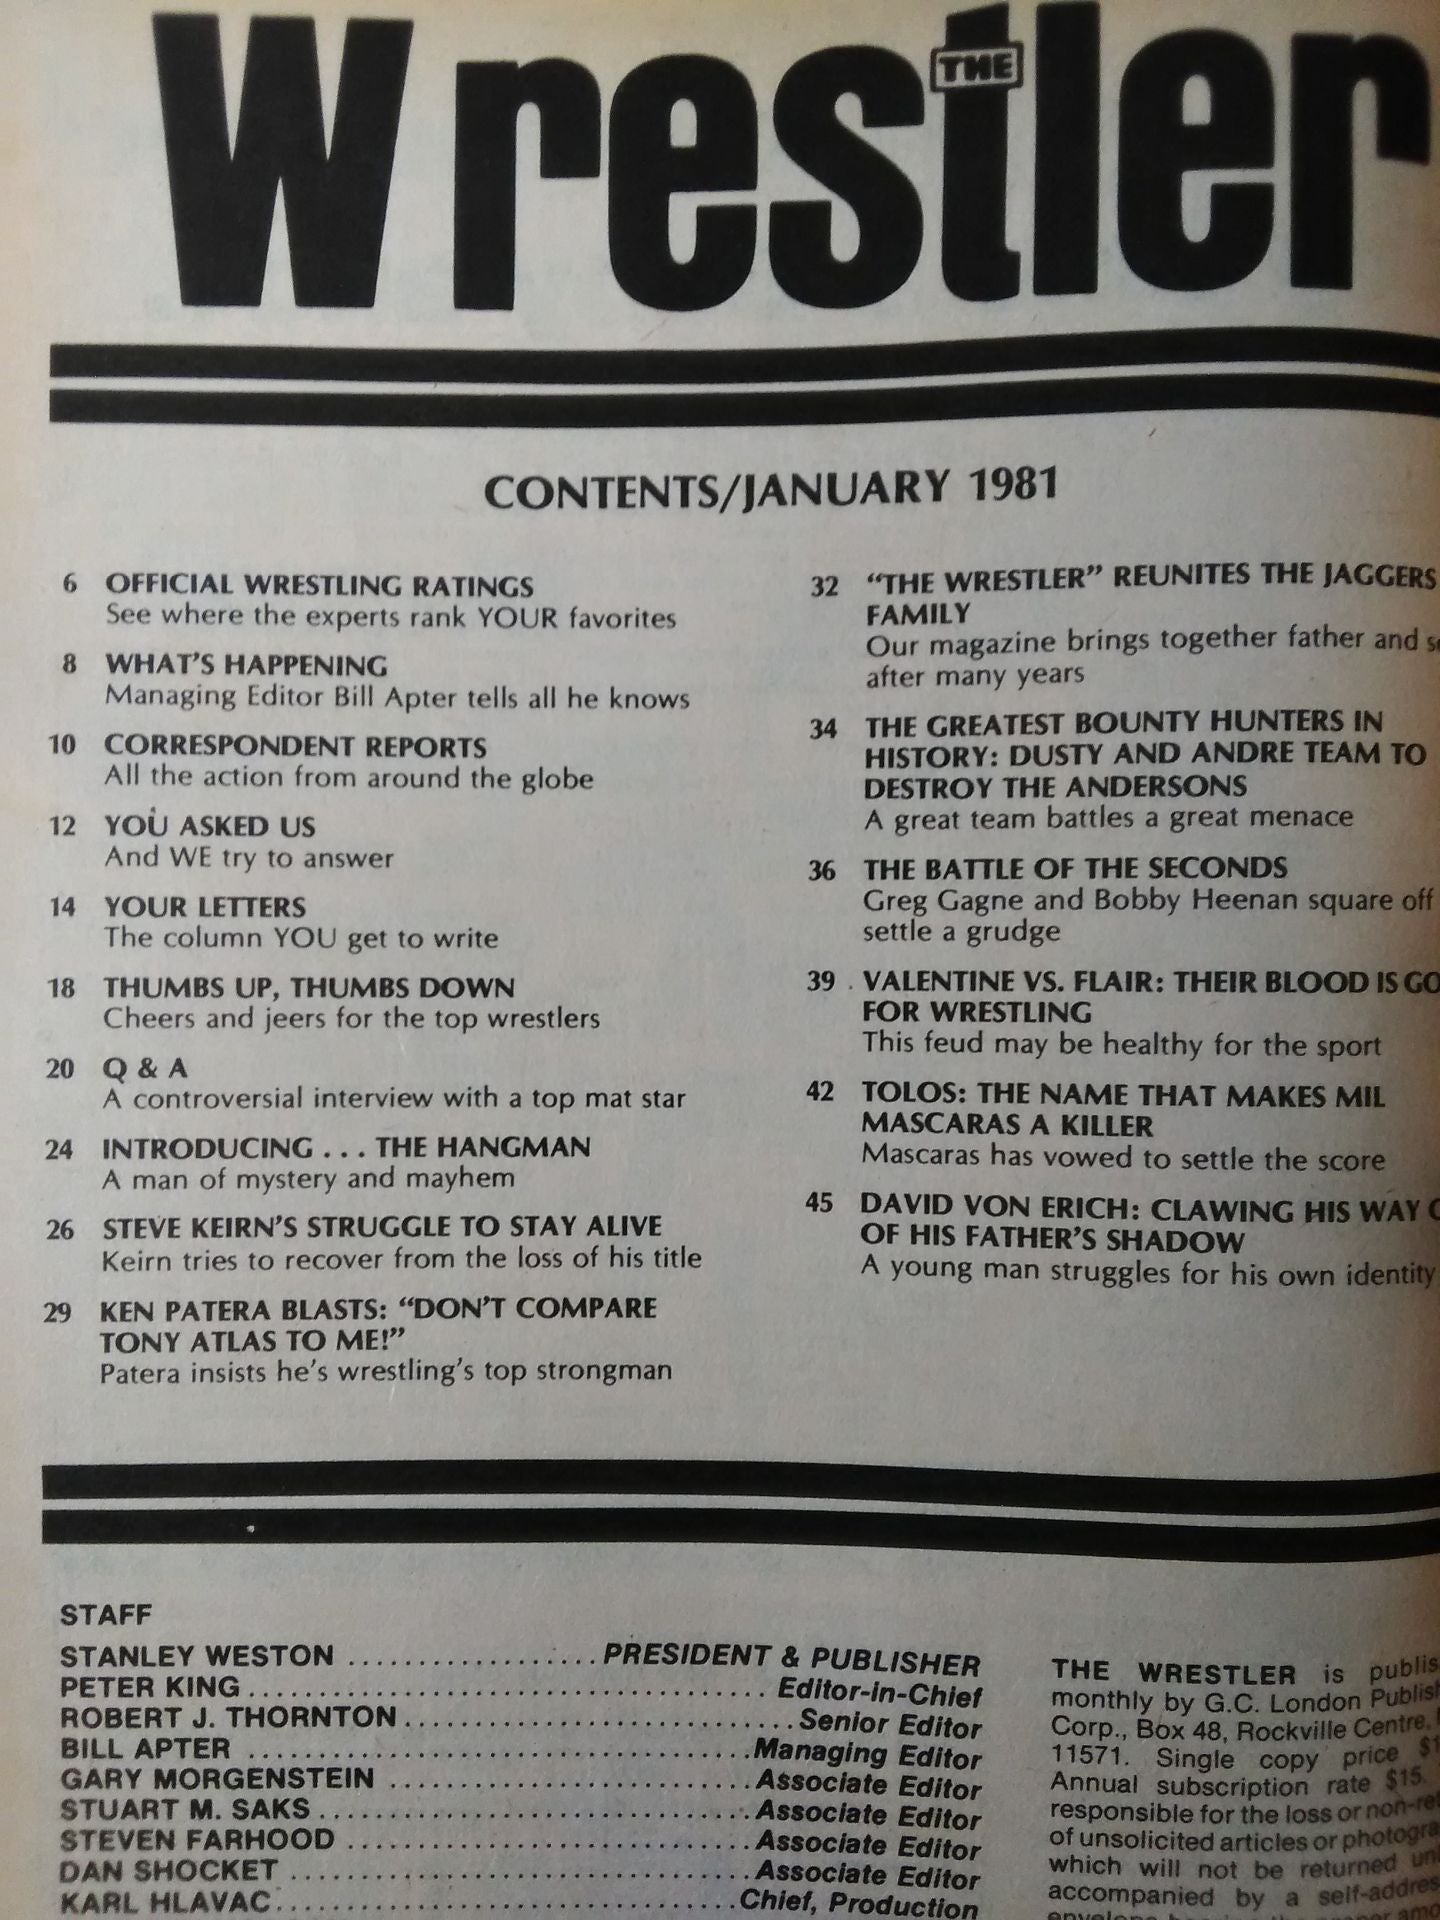 THE
Wrestler
CONTENTS/JANUARY 1981
6 OFFICIAL WRESTLING RATINGS
See where the experts rank YOUR favorites
8 WHAT'S HAPPENING
Managing Editor Bill Apter tells all he knows
10 CORRESPONDENT REPORTS
All the action from around the globe
12 YOU ASKED US
And WE try to answer
14 YOUR LETTERS
The column YOU get to write
18 THUMBS UP, THUMBS DOWN
Cheers and jeers for the top wrestlers
20 Q & A
A controversial interview with a top mat star
24 INTRODUCING . . . THE HANGMAN
A man of mystery and mayhem
26 STEVE KEIRN'S STRUGGLE TO STAY ALIVE
Keirn tries to recover from the loss of his title
29 KEN PATERA BLASTS: “DON'T COMPARE
TONY ATLAS TO ME!”
Patera insists he's wrestling's top strongman
32 “THE WRESTLER” REUNITES THE JAGGERS
FAMILY
Our magazine brings together father and
after many years
34 THE GREATEST BOUNTY HUNTERS IN
HISTORY: DUSTY AND ANDRE TEAM TO
DESTROY THE ANDERSONS
A great team battles a great menace
36 THE BATTLE OF THE SECONDS
Greg Gagne and Bobby Heenan square off
settle a grudge
39 VALENTINE VS. FLAIR: THEIR BLOOD IS
FOR WRESTLING
This feud may be healthy for the sport
42 TOLOS: THE NAME THAT MAKES MIL
MASCARAS A KILLER
Mascaras has vowed to settle the score
45 DAVID VON ERICH: CLAWING HIS WAY
OF HIS FATHER'S SHADOW
A young man struggles for his own identity
STAFF
STANLEY WESTON .................. PRESIDENT & PUBLISHER
PETER KING .................................... Editor-in-Chief
ROBERT J. THORNTON ........................... Senior Editor
BILL APTER .................................. Managing Editor
GARY MORGENSTEIN ......................... Associate Editor
STUART M. SAKS .............................. Associate Editor
STEVEN FARHOOD ............................ Associate Editor
DAN SHOCKET ................................ Associate Editor
KARL HLAVAC ................................ Chief, Production
THE WRESTLER is
monthly by G.C. London
Corp., Box 48, Rockville Centre,
11571. Single copy price
Annual subscription rate $15.
responsible for the loss or
of unsolicited articles or
which will not be returned
accompanied by a